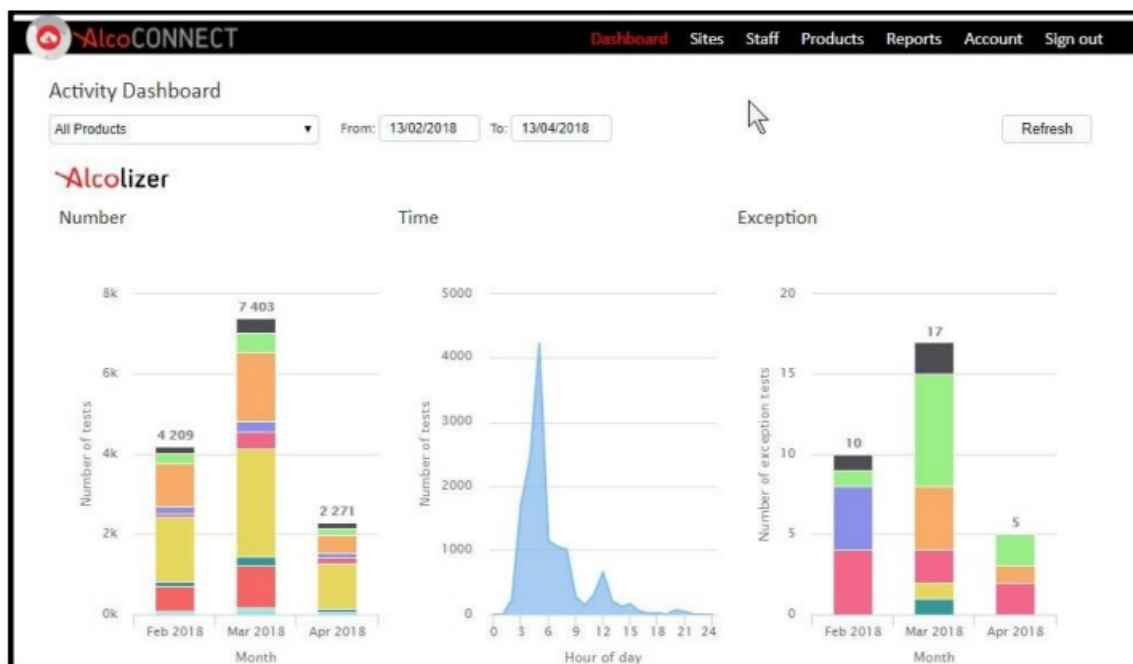 AlcoCONNECT
Dashboard Sites Staff Products Reports Account Sign out
Activity Dashboard
All Products From: 13/02/2018 To: 13/04/2018 Refresh
Alcolizer
Number Time Exception
Number of tests
8k
6k
4k
2k
0k
4 209
7 403
2 271
Feb 2018 Mar 2018 Apr 2018
Month
Number of tests
5000
4000
3000
2000
1000
0
0 3 6 9 12 15 18 21 24
Hour of day
Number of exception tests
20
15
10
5
0
10
17
5
Feb 2018 Mar 2018 Apr 2018
Month